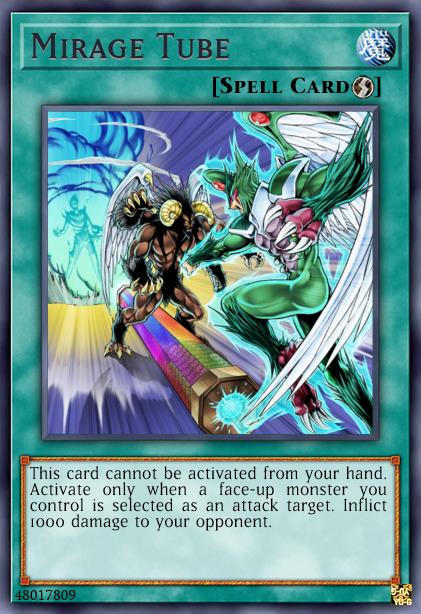 Mirage Tube
魔
[Spell Card]
This card cannot be activated from your hand.
Activate only when a face-up monster you
control is selected as an attack target. Inflict
1000 damage to your opponent.
48017809